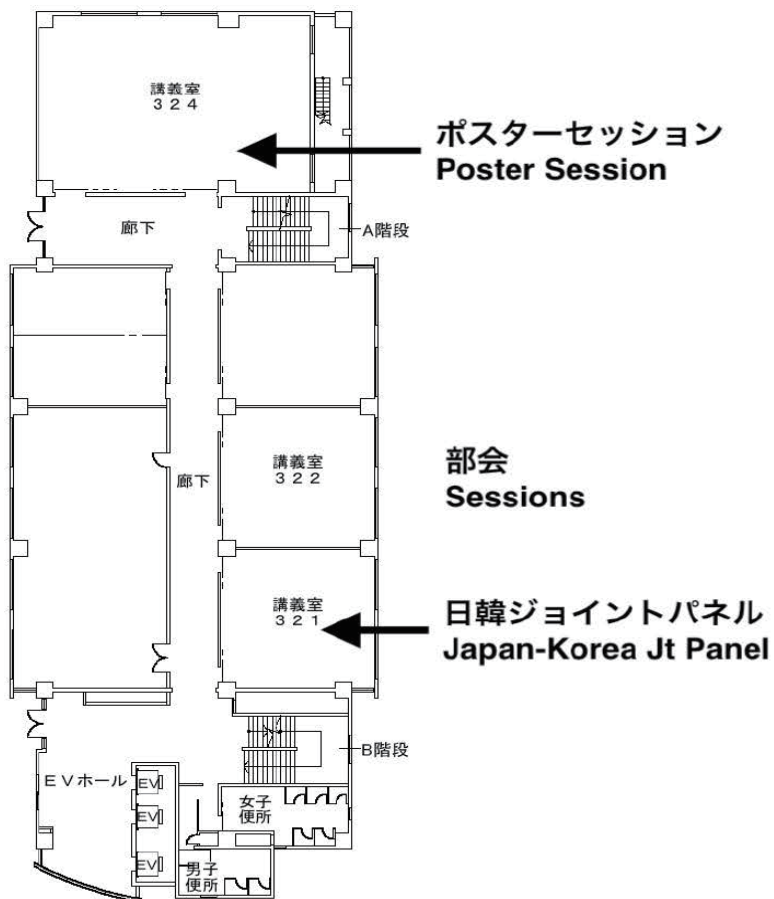 講義室
３２４
ポスターセッション
Poster Session
廊下
A階段
廊下
講義室
３２２
部会
Sessions
講義室
３２１
日韓ジョイントパネル
Japan-Korea Jt Panel
B階段
ＥＶホール
EV
EV
EV
女子
便所
男子
便所